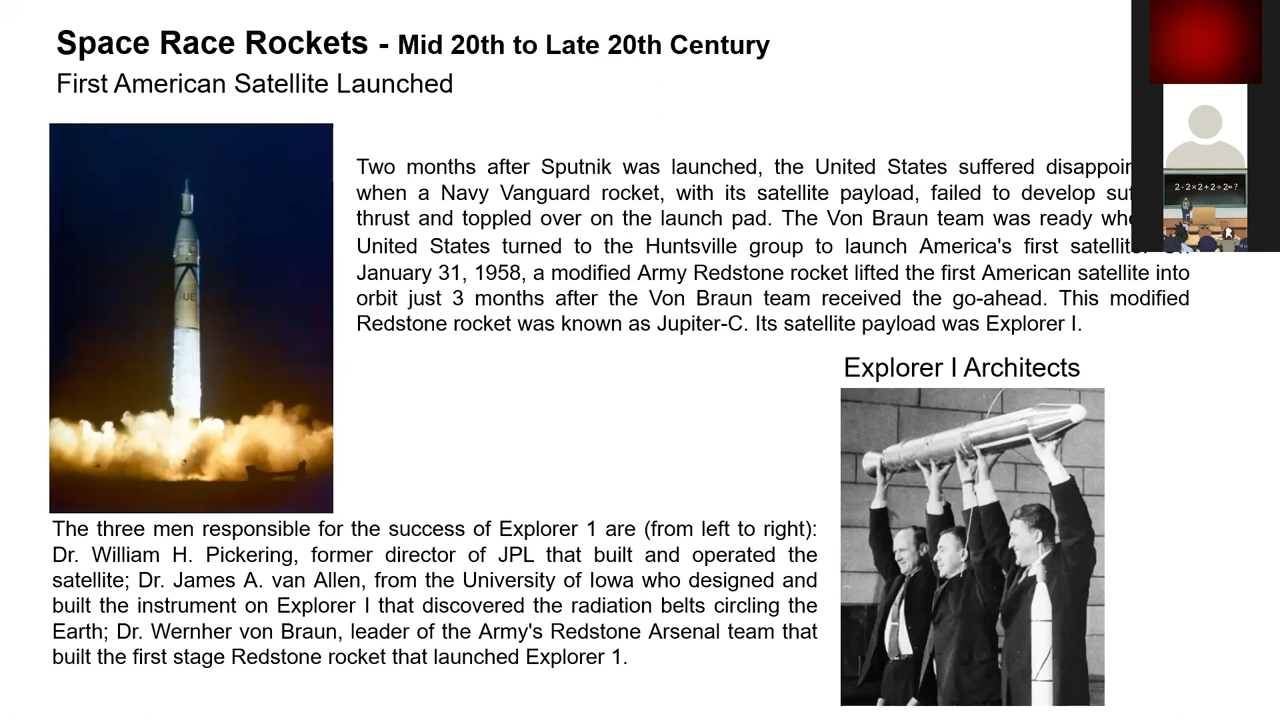 Space Race Rockets - Mid 20th to Late 20th Century
First American Satellite Launched
Two months after Sputnik was launched, the United States suffered
when a Navy Vanguard rocket, with its satellite payload, failed to develop
thrust and toppled over on the launch pad. The Von Braun team was ready
United States turned to the Huntsville group to launch America's first
January 31, 1958, a modified Army Redstone rocket lifted the first American satellite into
orbit just 3 months after the Von Braun team received the go-ahead. This modified
Redstone rocket was known as Jupiter-C. Its satellite payload was Explorer I.
2-2×2+2÷2=?
UE
Explorer I Architects
The three men responsible for the success of Explorer 1 are (from left to right):
Dr. William H. Pickering, former director of JPL that built and operated the
satellite; Dr. James A. van Allen, from the University of Iowa who designed and
built the instrument on Explorer I that discovered the radiation belts circling the
Earth; Dr. Wernher von Braun, leader of the Army's Redstone Arsenal team that
built the first stage Redstone rocket that launched Explorer 1.